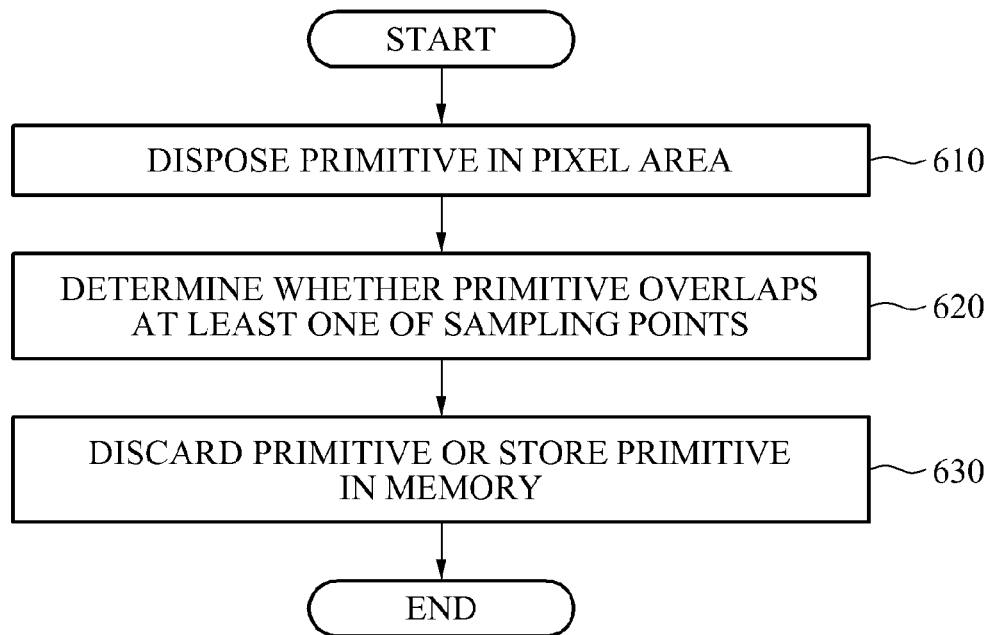 START
DISPOSE PRIMITIVE IN PIXEL AREA
610
DETERMINE WHETHER PRIMITIVE OVERLAPS
AT LEAST ONE OF SAMPLING POINTS
620
DISCARD PRIMITIVE OR STORE PRIMITIVE
IN MEMORY
630
END